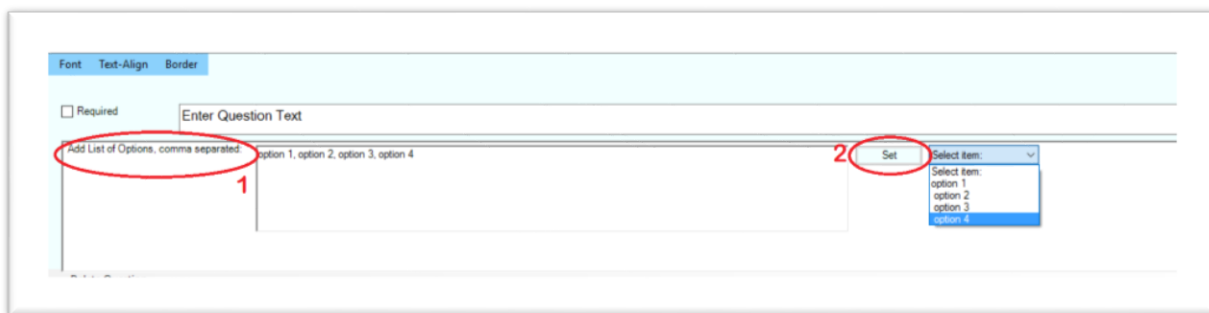 Font Text-Align Border
Required
Enter Question Text
Add List of Options, comma separated:
option 1, option 2, option 3, option 4
1
2
Set
Select item:
Select item:
option 1
option 2
option 3
option 4